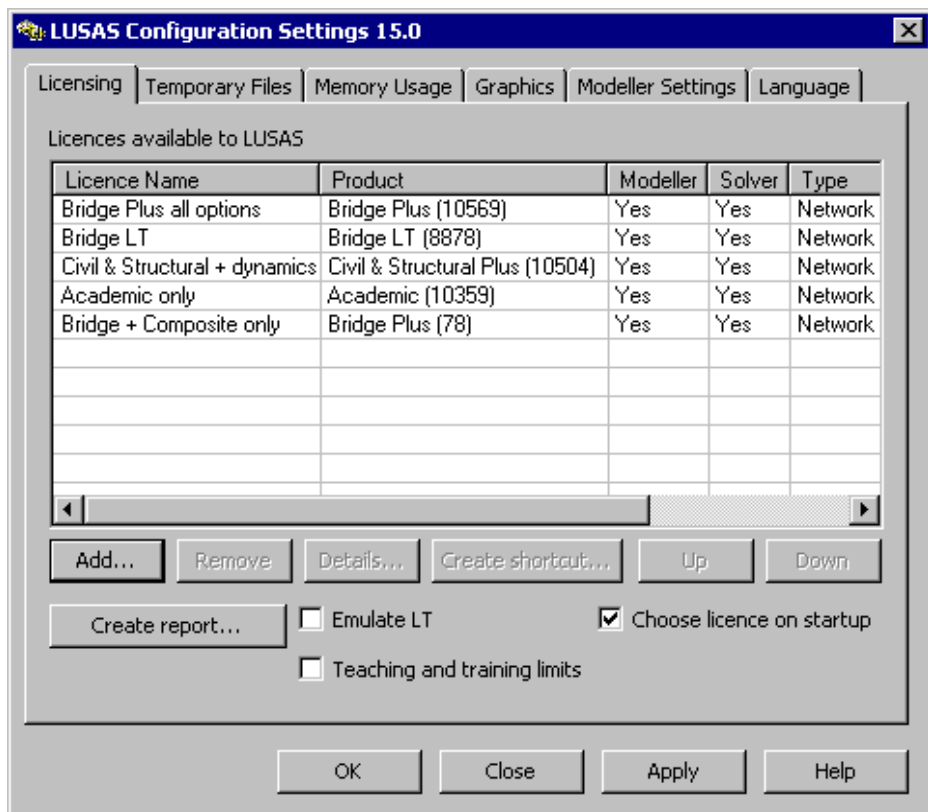 LUSAS Configuration Settings 15.0
Licensing Temporary Files Memory Usage Graphics Modeller Settings Language
Licences available to LUSAS
Licence Name Product Modeller Solver Type
Bridge Plus all options Bridge Plus (10569) Yes Yes Network
Bridge LT Bridge LT (8878) Yes Yes Network
Civil & Structural + dynamics Civil & Structural Plus (10504) Yes Yes Network
Academic only Academic (10359) Yes Yes Network
Bridge + Composite only Bridge Plus (78) Yes Yes Network
Add... Remove Details... Create shortcut... Up Down
Create report... Emulate LT Choose licence on startup
Teaching and training limits
OK Close Apply Help